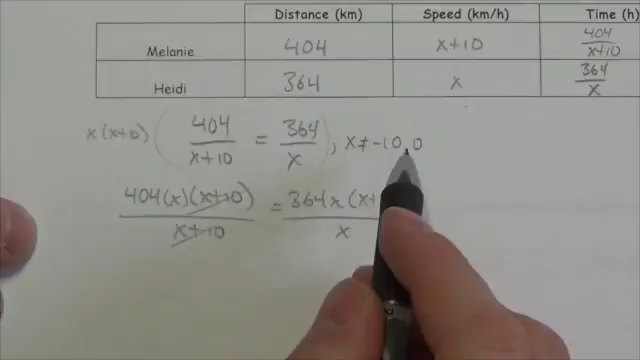 Distance (km) Speed (km/h) Time (h)
Melanie 404 x+10 404/x+10
Heidi 364 x 364/x
x(x+10) ( 404/x+10 = 364/x ), x≠-10,0
404(x)(x+10)/x+10 = 364x(x+/x